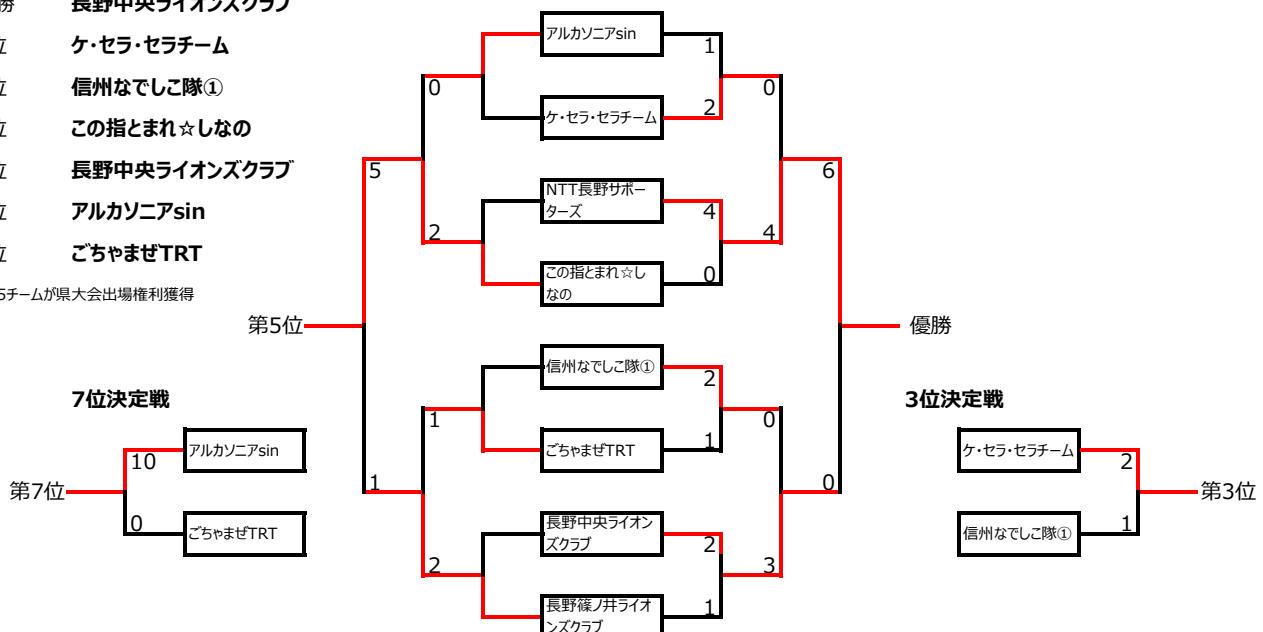 勝 長野中央ライオンズクラブ
位 ケ・セラ・セラチーム
位 信州なでしこ隊①
位 この指とまれ☆しなの
位 長野中央ライオンズクラブ
位 アルカソニアsin
位 ごちゃまぜTRT
5チームが県大会出場権利獲得
アルカソニアsin
1
0
0
ケ・セラ・セラチーム
2
5
6
NTT長野サポー
ターズ
4
2
4
この指とまれ☆し
なの
0
第5位
優勝
信州なでしこ隊①
2
1
0
ごちゃまぜTRT
1
1
0
長野中央ライオン
ズクラブ
2
2
3
長野篠ノ井ライオ
ンズクラブ
1
7位決定戦
アルカソニアsin
10
第7位
0
ごちゃまぜTRT
3位決定戦
ケ・セラ・セラチーム
2
第3位
信州なでしこ隊①
1